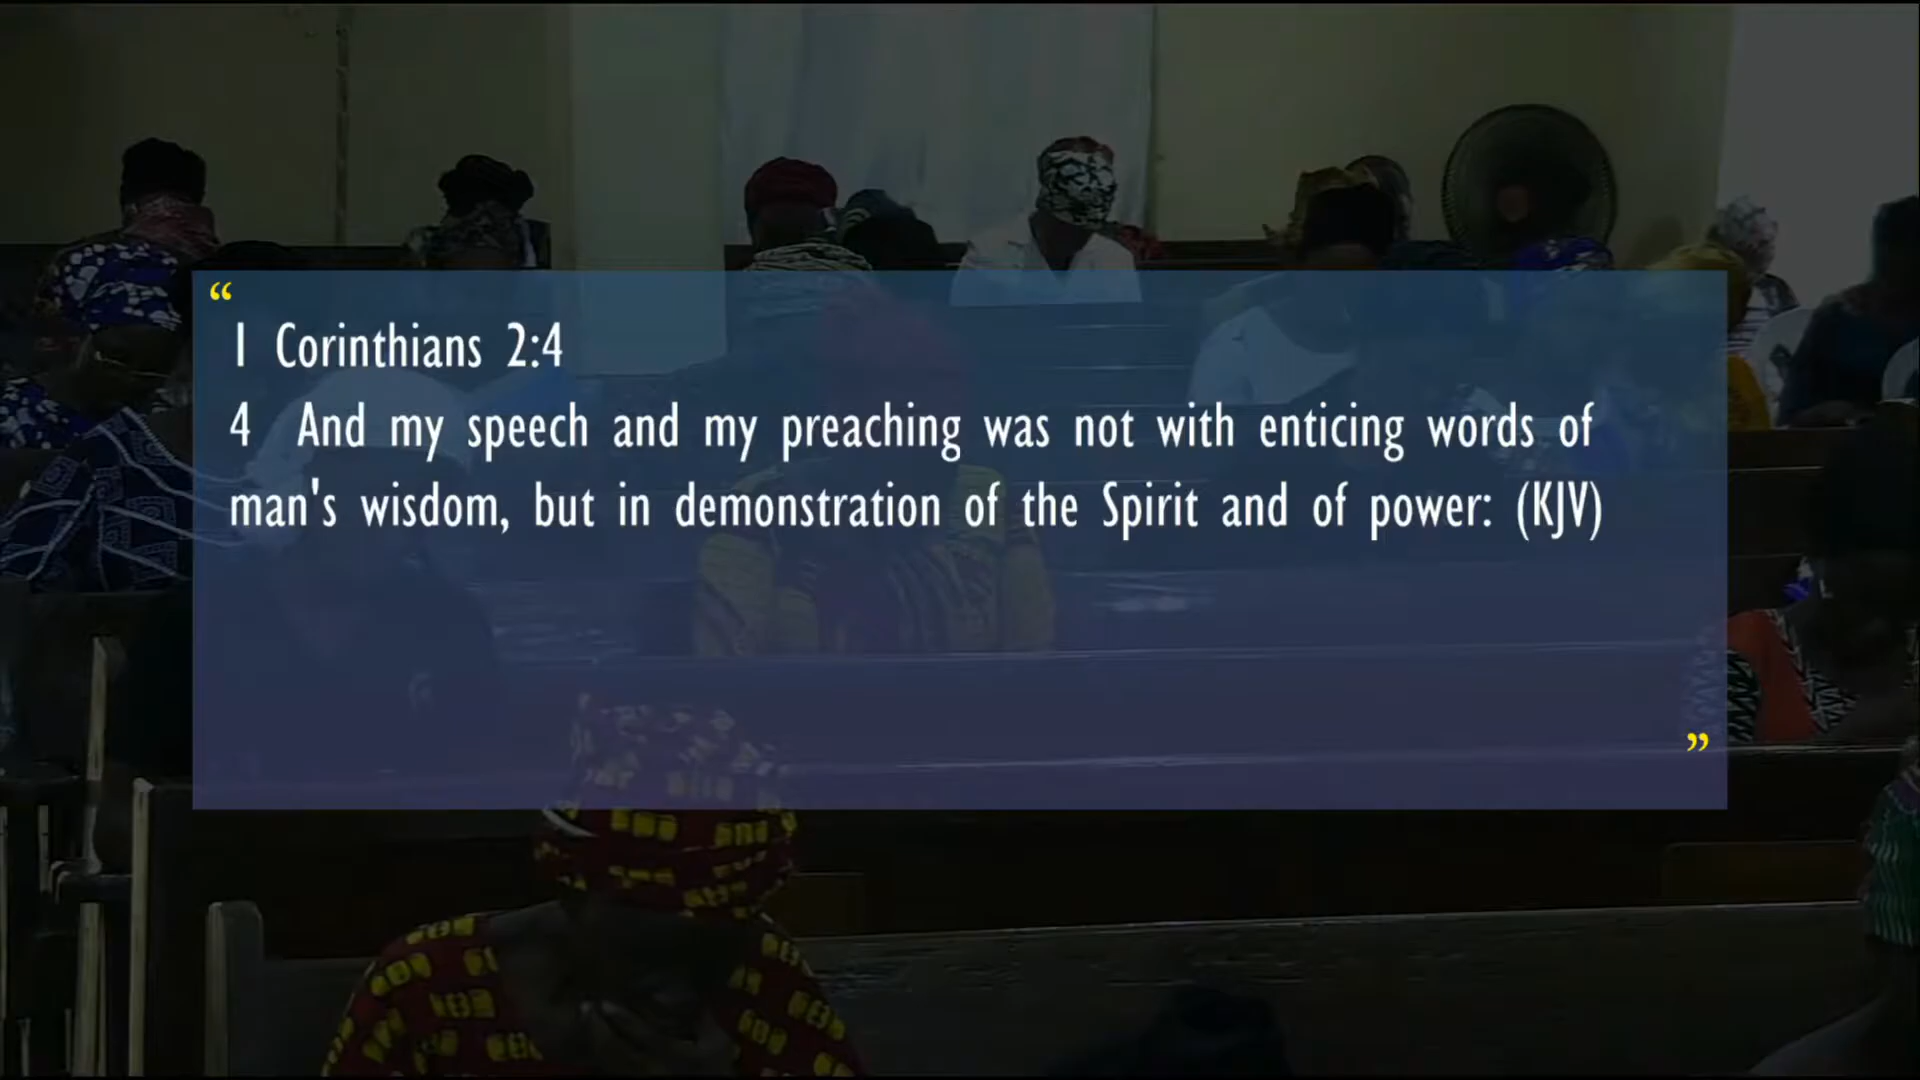 “
1 Corinthians 2:4
4 And my speech and my preaching was not with enticing words of
man's wisdom, but in demonstration of the Spirit and of power: (KJV)
”